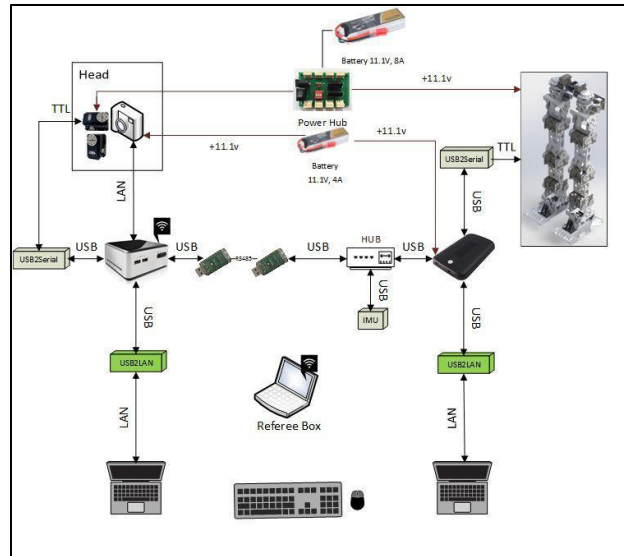 Head
Battery 11.1V, 8A
+11.1v
TTL
Power Hub
+11.1v
+11.1v
Battery
11.1V, 4A
USB2Serial
TTL
LAN
USB
HUB
USB2Serial
USB
USB
RS485
USB
USB
USB
IMU
USB
USB
USB2LAN
USB2LAN
LAN
Referee Box
LAN